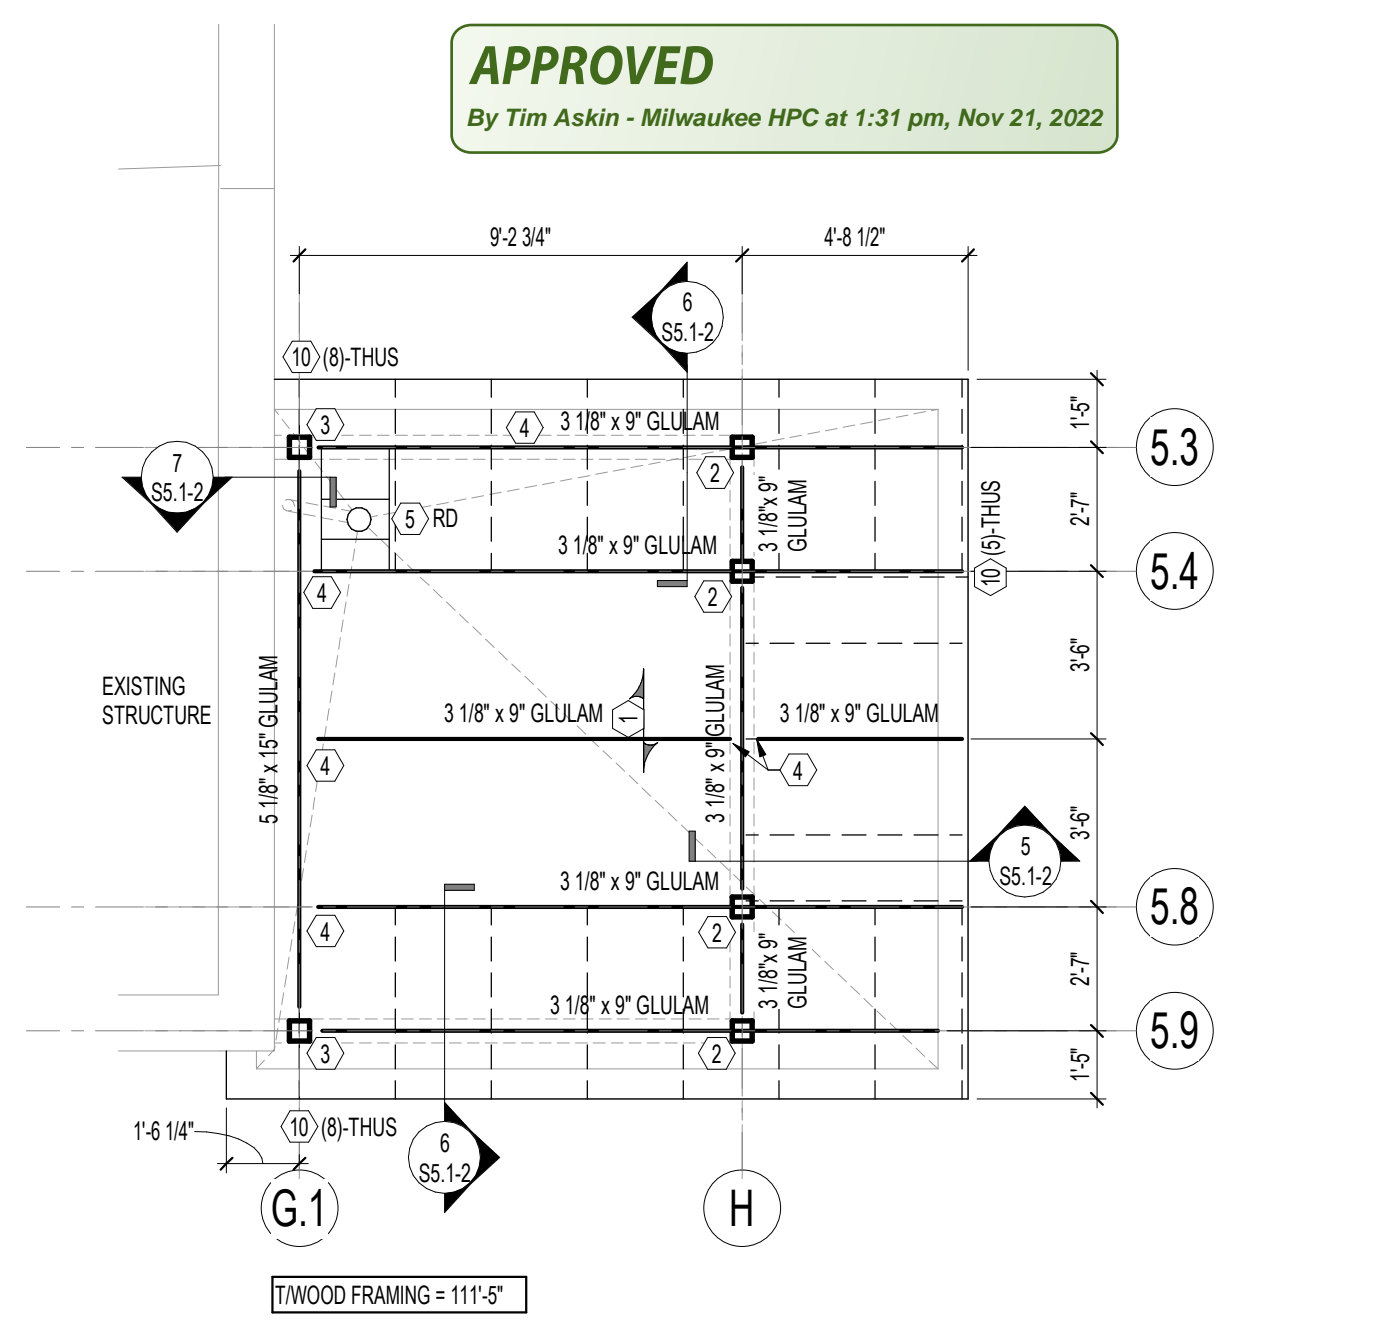 APPROVED
By Tim Askin - Milwaukee HPC at 1:31 pm, Nov 21, 2022
9'-2 3/4"
4'-8 1/2"
6
S5.1-2
10
(8)-THUS
1'-5"
3
4
3 1/8" x 9" GLULAM
5.3
7
S5.1-2
2
3 1/8"x 9"
GLULAM
10
(5)-THUS
2'-7"
5
RD
3 1/8" x 9" GLULAM
5.4
4
2
3'-6"
EXISTING
STRUCTURE
5 1/8" x 15" GLULAM
3 1/8" x 9" GLULAM
1
3 1/8" x 9" GLULAM
3 1/8" x 9" GLULAM
4
4
3'-6"
5
S5.1-2
3 1/8" x 9" GLULAM
5.8
4
2
3 1/8"x 9"
GLULAM
2'-7"
3 1/8" x 9" GLULAM
5.9
3
2
1'-5"
10
(8)-THUS
1'-6 1/4"
6
S5.1-2
G.1
H
T/WOOD FRAMING = 111'-5"